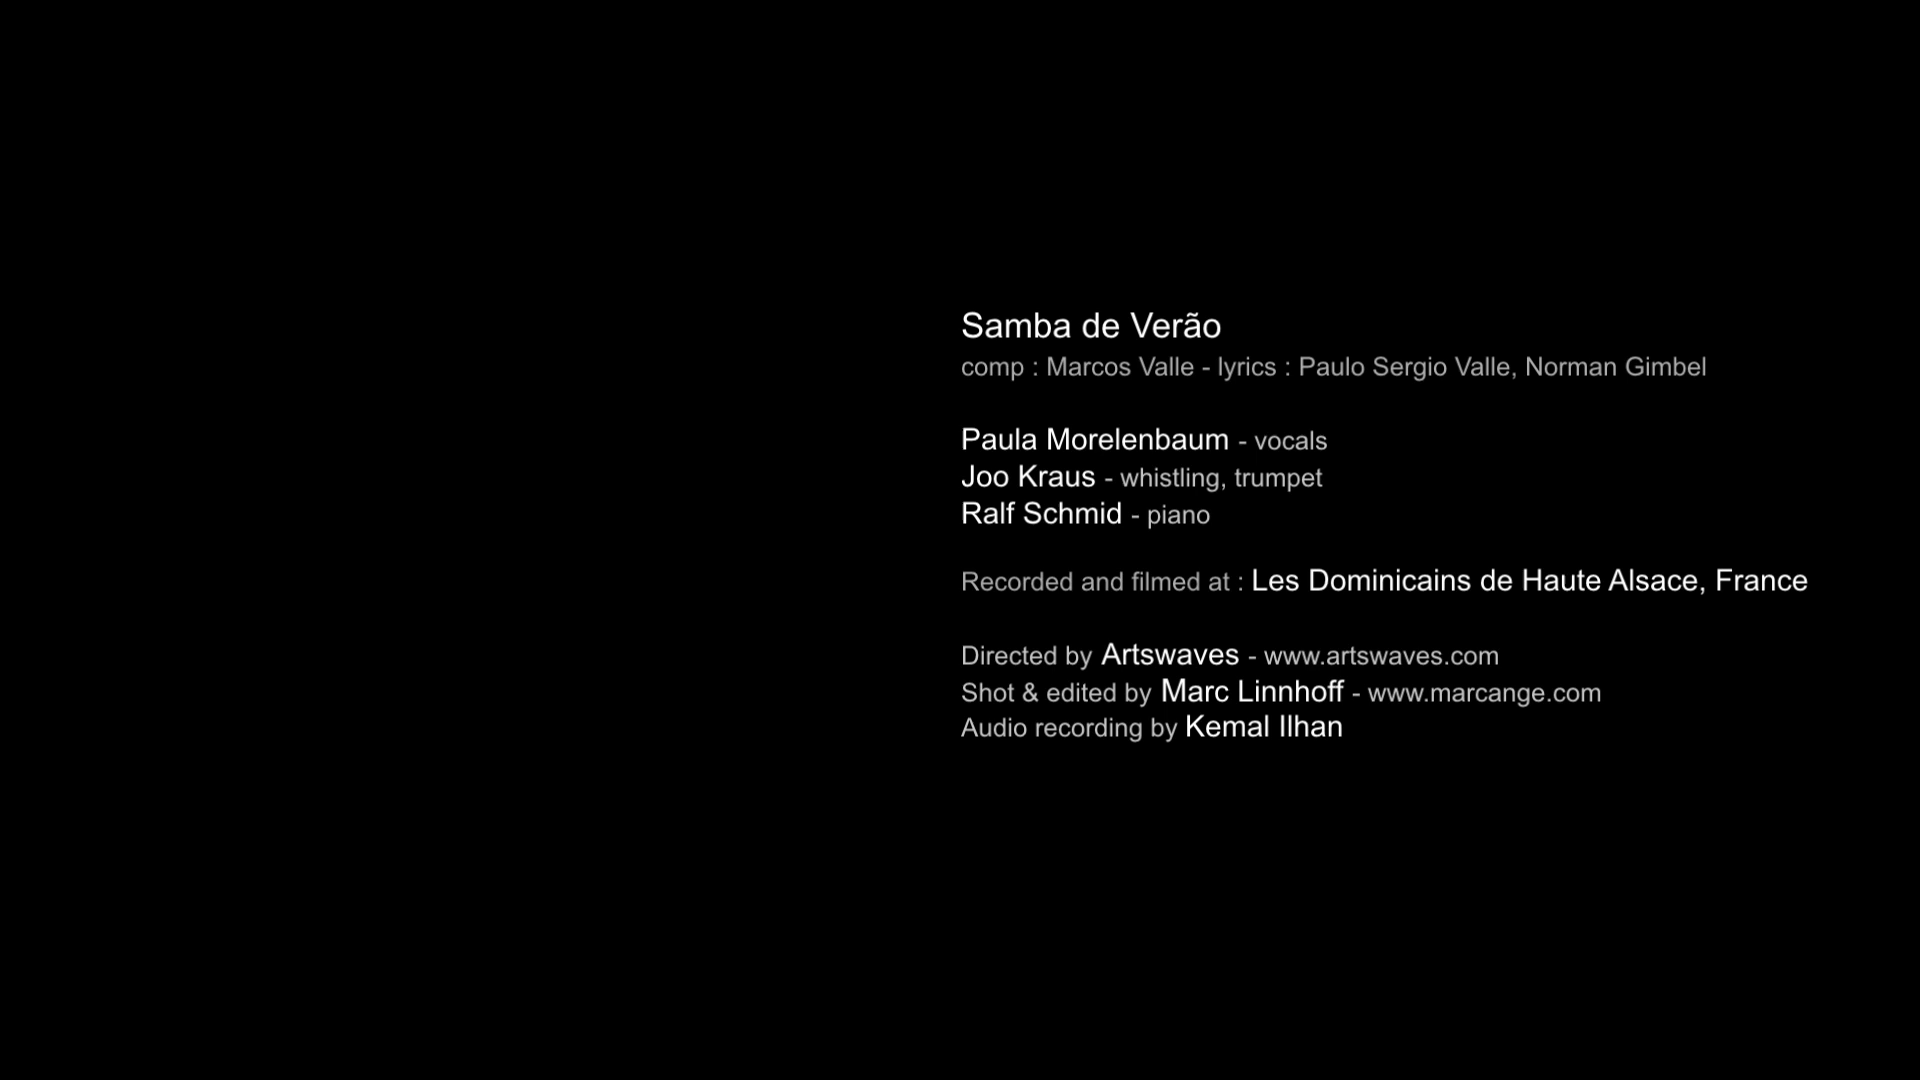 Samba de Verão
comp : Marcos Valle - lyrics : Paulo Sergio Valle, Norman Gimbel
Paula Morelenbaum - vocals
Joo Kraus - whistling, trumpet
Ralf Schmid - piano
Recorded and filmed at : Les Dominicains de Haute Alsace, France
Directed by Artswaves - www.artswaves.com
Shot & edited by Marc Linnhoff - www.marcange.com
Audio recording by Kemal Ilhan